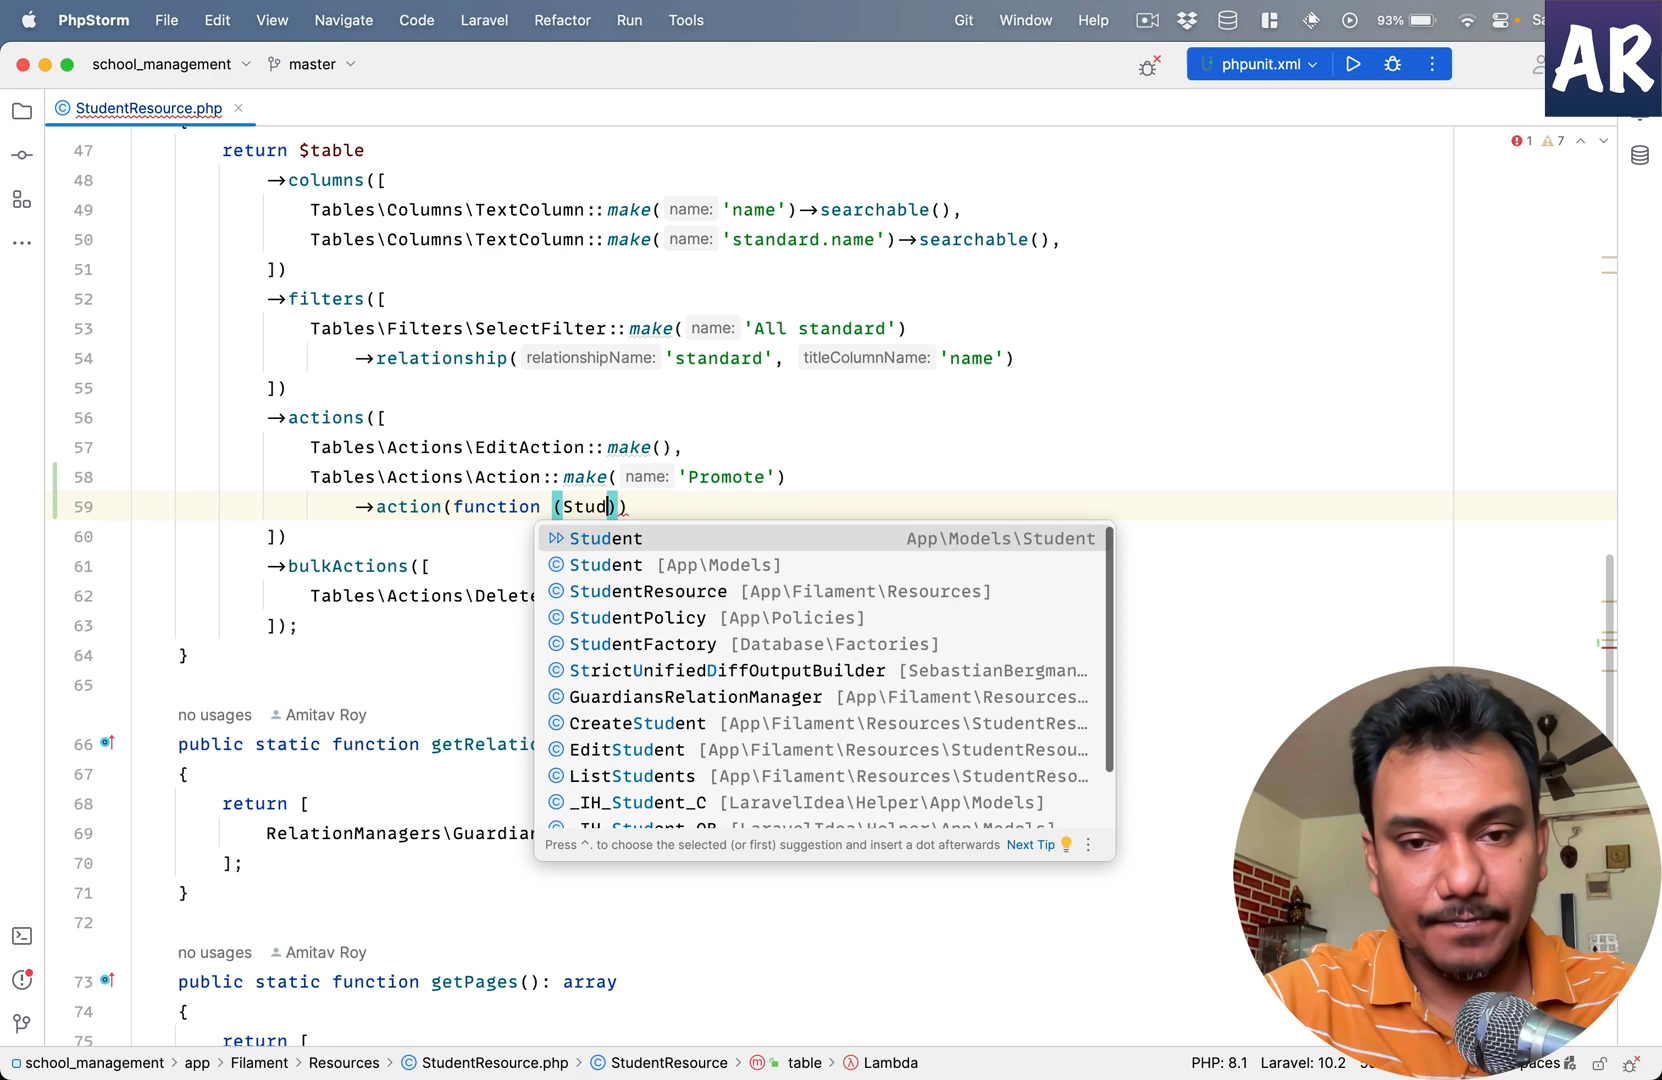 PhpStorm File Edit View Navigate Code Laravel Refactor Run Tools Git Window Help 93%
AR
school_management master phpunit.xml
StudentResource.php
1 7
47 return $table
48 →columns([
49 Tables\Columns\TextColumn::make( name: 'name')→searchable(),
50 Tables\Columns\TextColumn::make( name: 'standard.name')→searchable(),
51 ])
52 →filters([
53 Tables\Filters\SelectFilter::make( name: 'All standard')
54 →relationship( relationshipName: 'standard', titleColumnName: 'name')
55 ])
56 →actions([
57 Tables\Actions\EditAction::make(),
58 Tables\Actions\Action::make( name: 'Promote')
59 →action(function (Stud))
60 ])
61 →bulkActions([
62 Tables\Actions\Delete
63 ]);
64 }
65
no usages Amitav Roy
66 public static function getRelatio
67 {
68 return [
69 RelationManagers\Guardian
70 ];
71 }
72
no usages Amitav Roy
73 public static function getPages(): array
74 {
75 return [
Student App\Models\Student
Student [App\Models]
StudentResource [App\Filament\Resources]
StudentPolicy [App\Policies]
StudentFactory [Database\Factories]
StrictUnifiedDiffOutputBuilder [SebastianBergman…
GuardiansRelationManager [App\Filament\Resources…
CreateStudent [App\Filament\Resources\StudentRes…
EditStudent [App\Filament\Resources\StudentResou…
ListStudents [App\Filament\Resources\StudentReso…
_IH_Student_C [LaravelIdea\Helper\App\Models]
_IH_Student_QB [LaravelIdea\Helper\App\Models]
Press ^. to choose the selected (or first) suggestion and insert a dot afterwards Next Tip
school_management > app > Filament > Resources > StudentResource.php > StudentResource > table > Lambda PHP: 8.1 Laravel: 10.2